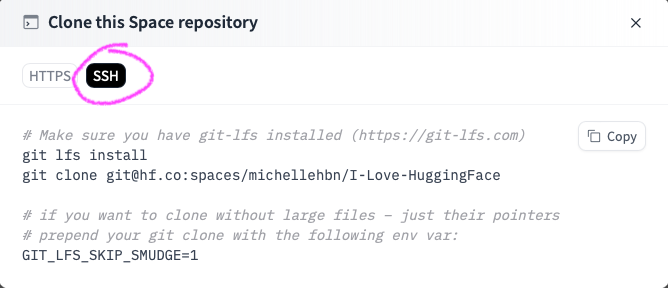 Clone this Space repository
HTTPS
SSH
# Make sure you have git-lfs installed (https://git-lfs.com)
Copy
git lfs install
git clone git@hf.co:spaces/michellehbn/I-Love-HuggingFace
# if you want to clone without large files – just their pointers
# prepend your git clone with the following env var:
GIT_LFS_SKIP_SMUDGE=1